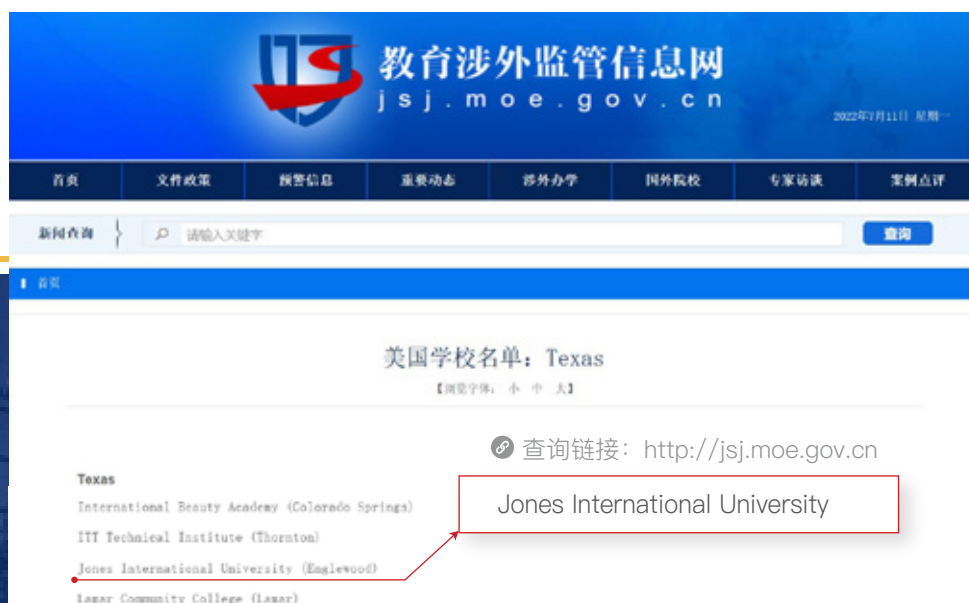 教育涉外监管信息网
jsj.moe.gov.cn
2022年7月11日 星期一
首页 文件政策 预警信息 重要动态 涉外办学 国外院校 专家访谈 案例点评
新闻查询 请输入关键字 查询
首页
美国学校名单：Texas
【浏览字体： 小 中 大】
查询链接：http://jsj.moe.gov.cn
Texas
Jones International University
International Beauty Academy (Colorado Springs)
ITT Technical Institute (Thornton)
Jones International University (Englewood)
Lamar Community College (Lamar)